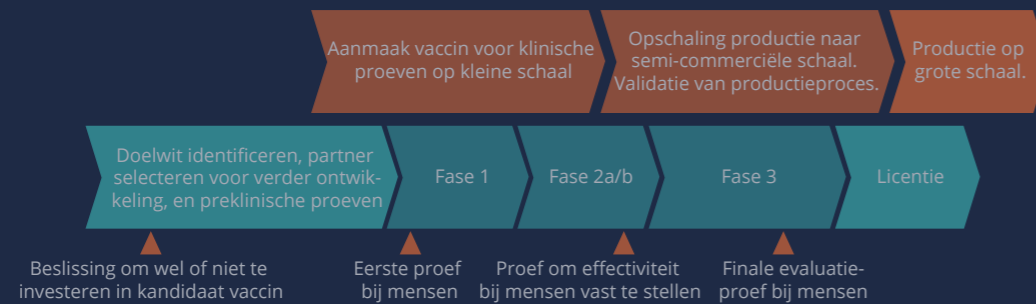 Aanmaak vaccin voor klinische
proeven op kleine schaal
Opschaling productie naar
semi-commerciële schaal.
Validatie van productieproces.
Productie op
grote schaal.
Doelwit identificeren, partner
selecteren voor verder ontwik-
keling, en preklinische proeven
Fase 1
Fase 2a/b
Fase 3
Licentie
Beslissing om wel of niet te
investeren in kandidaat vaccin
Eerste proef
bij mensen
Proef om effectiviteit
bij mensen vast te stellen
Finale evaluatie-
proef bij mensen